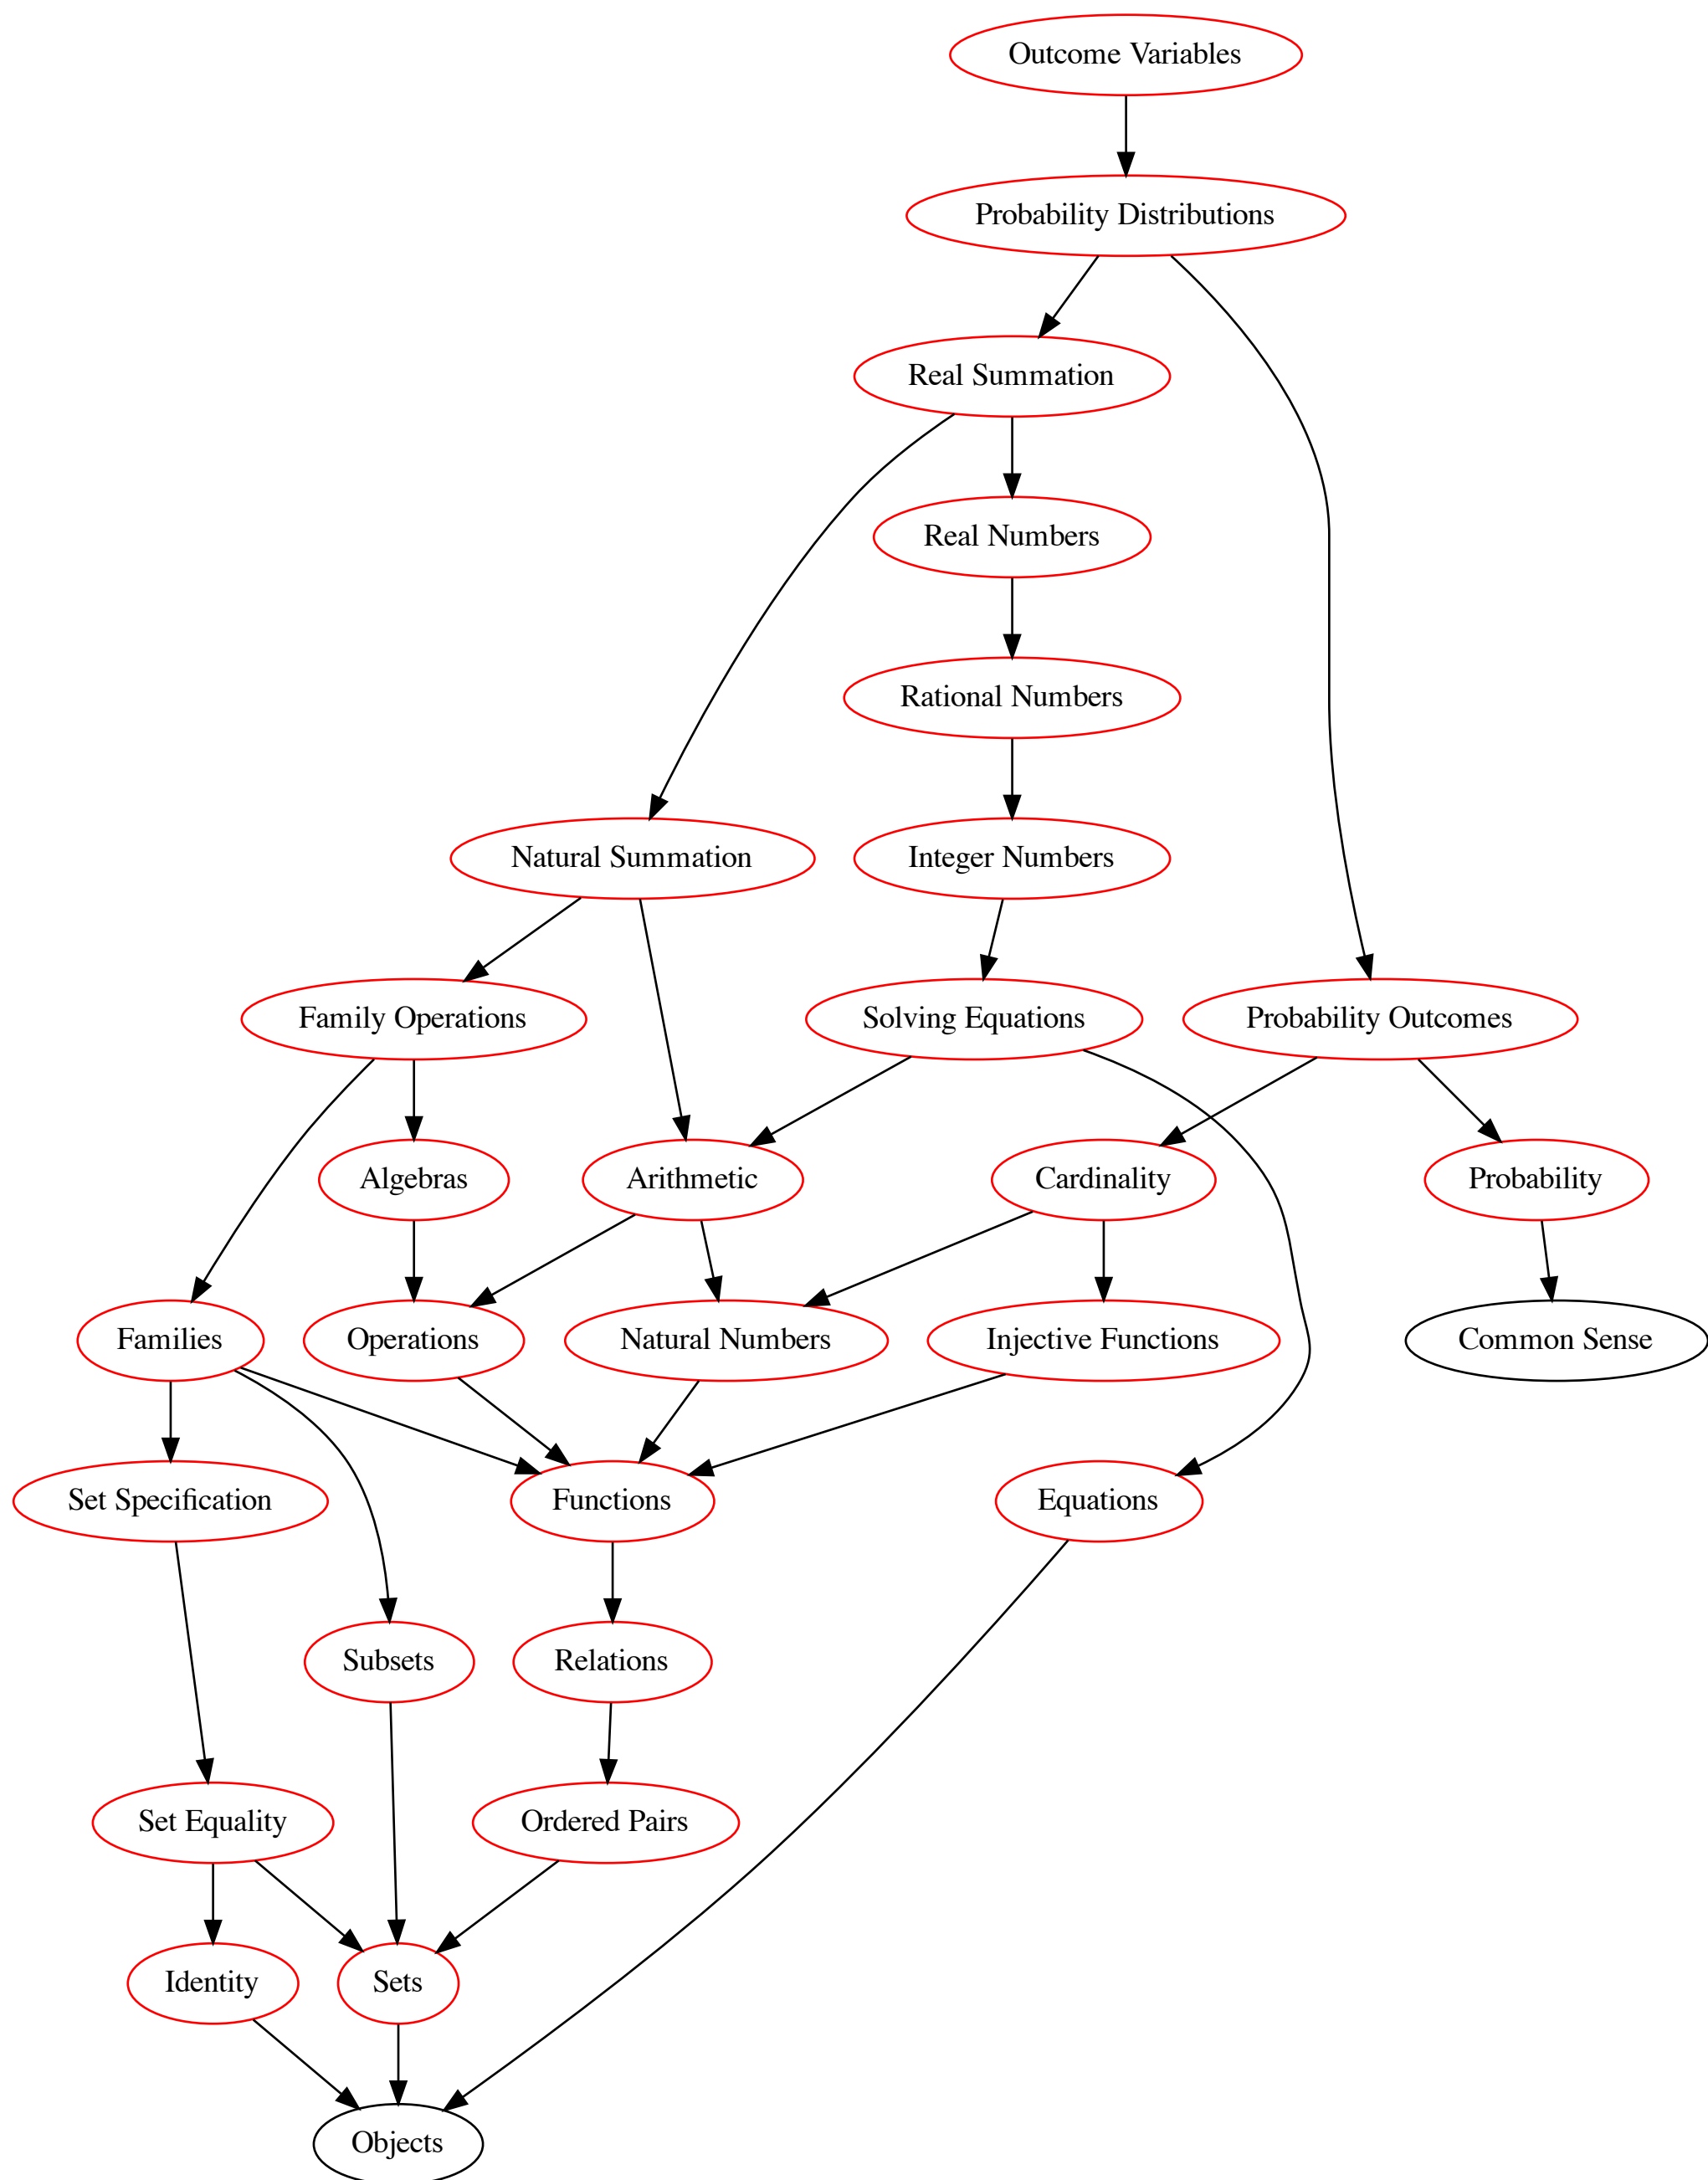 Outcome Variables
Probability Distributions
Real Summation
Real Numbers
Rational Numbers
Natural Summation
Integer Numbers
Family Operations
Solving Equations
Probability Outcomes
Algebras
Arithmetic
Cardinality
Probability
Families
Operations
Natural Numbers
Injective Functions
Common Sense
Set Specification
Functions
Equations
Subsets
Relations
Set Equality
Ordered Pairs
Identity
Sets
Objects